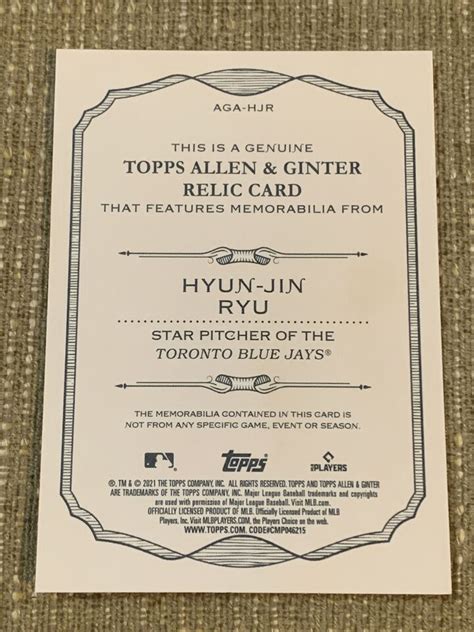 AGA-HJR
THIS IS A GENUINE
TOPPS ALLEN & GINTER
RELIC CARD
THAT FEATURES MEMORABILIA FROM
HYUN-JIN
RYU
STAR PITCHER OF THE
TORONTO BLUE JAYS®
THE MEMORABILIA CONTAINED IN THIS CARD IS
NOT FROM ANY SPECIFIC GAME, EVENT OR SEASON.
topps
PLAYERS
®, TM & © 2021 THE TOPPS COMPANY, INC. ALL RIGHTS RESERVED. TOPPS AND TOPPS ALLEN & GINTER
ARE TRADEMARKS OF THE TOPPS COMPANY, INC. Major League Baseball trademarks and copyrights
are used with permission of Major League Baseball. Visit MLB.com.
OFFICIALLY LICENSED PRODUCT OF MLB. Officially Licensed Product of MLB
Players, Inc. Visit MLBPLAYERS.com, the Players Choice on the web.
WWW.TOPPS.COM. CODE#CMP046215